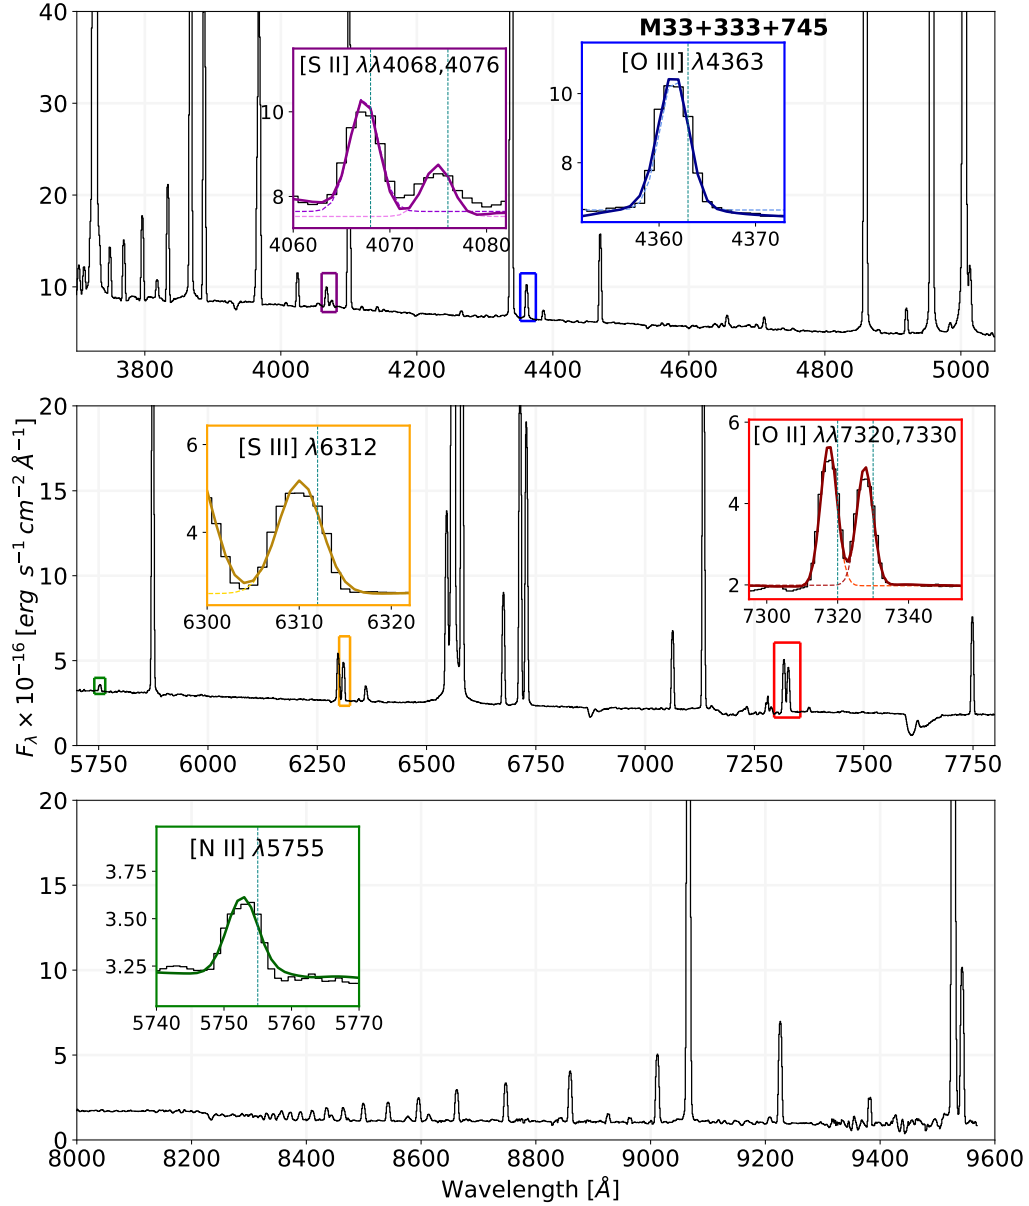 M33+333+745
40
30
20
10
[S II] λλ4068,4076
10
8
4060 4070 4080
[O III] λ4363
10
8
4360 4370
3800 4000 4200 4400 4600 4800 5000
F_λ × 10⁻¹⁶ [erg s⁻¹ cm⁻² Å⁻¹]
20
15
10
5
0
[S III] λ6312
6
4
6300 6310 6320
[O II] λλ7320,7330
6
4
2
7300 7320 7340
5750 6000 6250 6500 6750 7000 7250 7500 7750
20
15
10
5
0
[N II] λ5755
3.75
3.50
3.25
5740 5750 5760 5770
8000 8200 8400 8600 8800 9000 9200 9400 9600
Wavelength [Å]